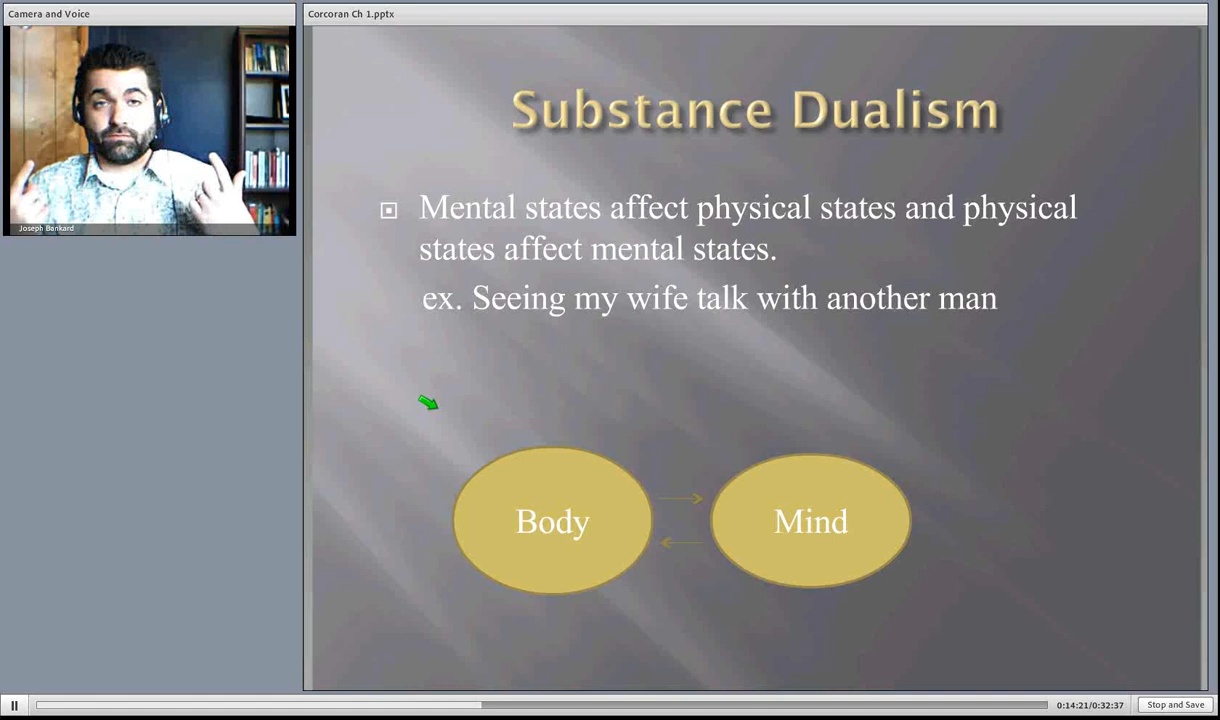 Camera and Voice
Joseph Bankard
Corcoran Ch 1.pptx
Substance Dualism
Mental states affect physical states and physical
states affect mental states.
ex. Seeing my wife talk with another man
Body
Mind
0:14:21/0:32:37
Stop and Save